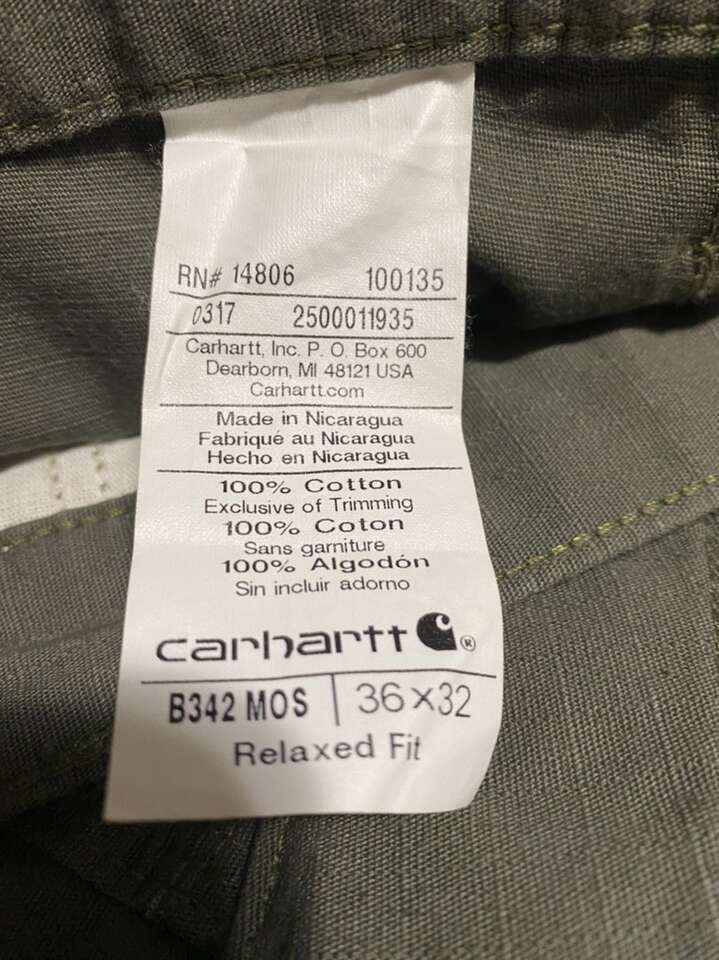 RN# 14806 100135
0317 2500011935
Carhartt, Inc. P. O. Box 600
Dearborn, MI 48121 USA
Carhartt.com
Made in Nicaragua
Fabriqué au Nicaragua
Hecho en Nicaragua
100% Cotton
Exclusive of Trimming
100% Coton
Sans garniture
100% Algodón
Sin incluir adorno
carhartt ®
B342 MOS | 36x32
Relaxed Fit